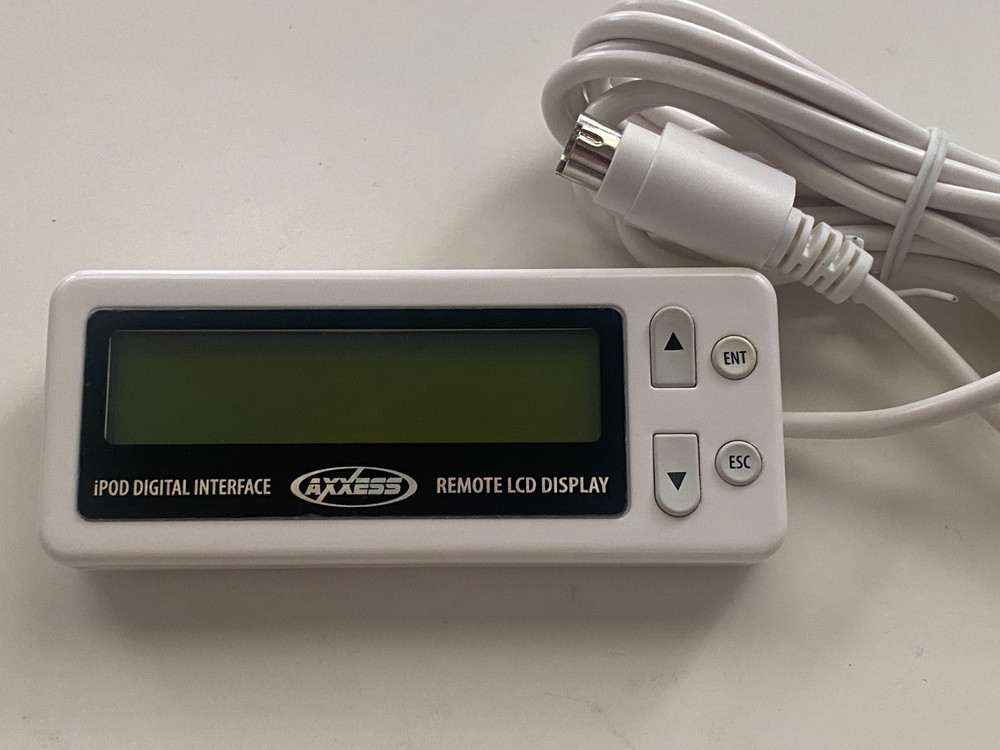 iPOD DIGITAL INTERFACE AXXESS REMOTE LCD DISPLAY
ENT
ESC